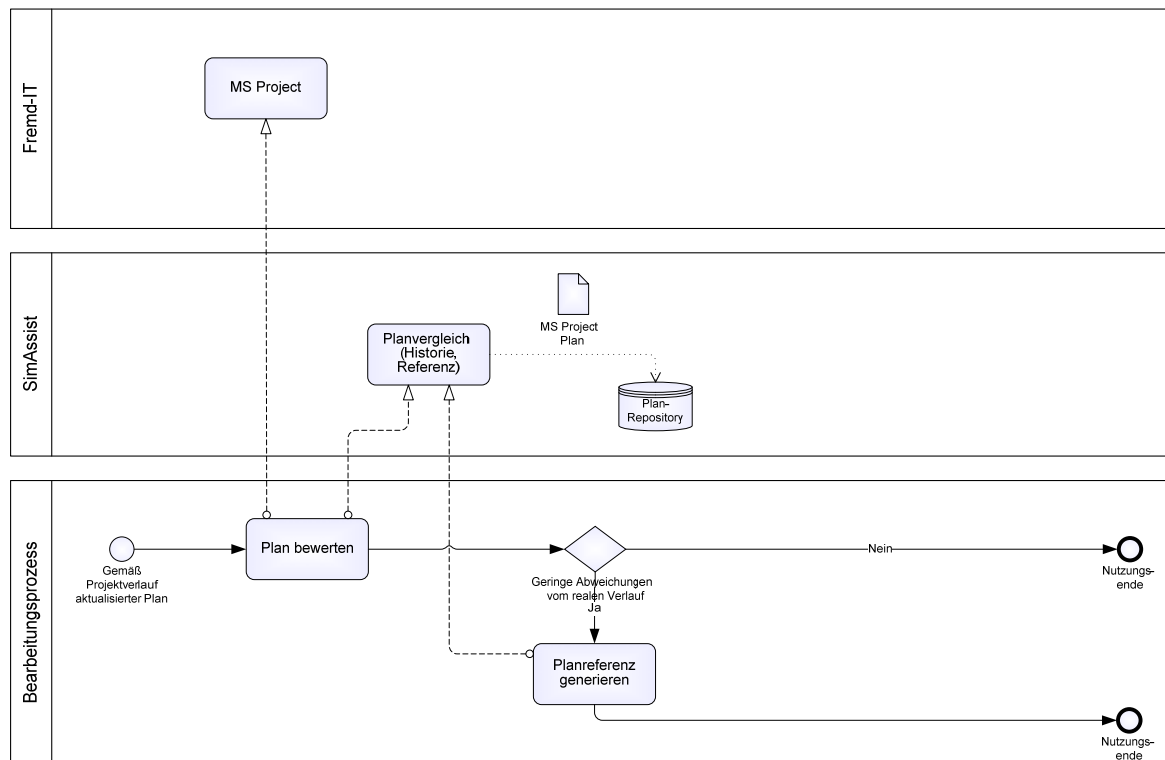 Fremd-IT
MS Project
SimAssist
MS Project
Plan
Planvergleich
(Historie,
Referenz)
Plan-
Repository
Bearbeitungsprozess
Gemäß
Projektverlauf
aktualisierter Plan
Plan bewerten
Geringe Abweichungen
vom realen Verlauf
Ja
Nein
Nutzungs-
ende
Planreferenz
generieren
Nutzungs-
ende